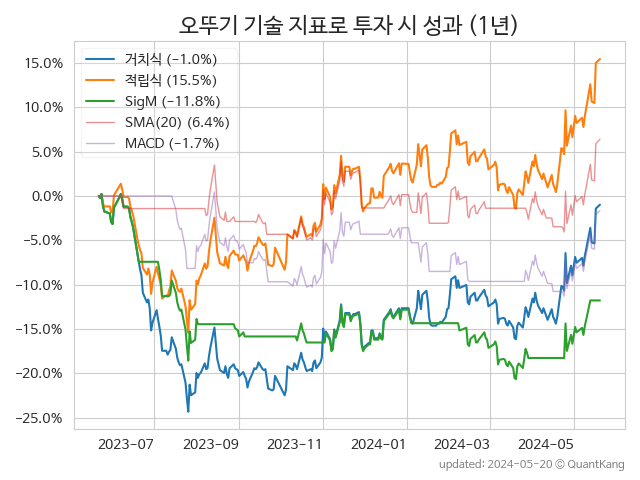 오뚜기 기술 지표로 투자 시 성과 (1년)
거치식 (−1.0%)
적립식 (15.5%)
SigM (−11.8%)
SMA(20) (6.4%)
MACD (−1.7%)
15.0%
10.0%
5.0%
0.0%
−5.0%
−10.0%
−15.0%
−20.0%
−25.0%
2023-07 2023-09 2023-11 2024-01 2024-03 2024-05
updated: 2024-05-20 © QuantKang